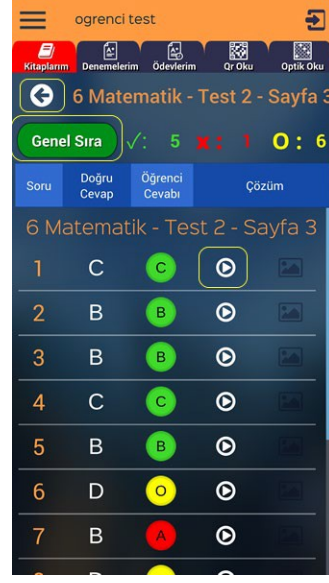 ogrenci test
Kitaplarım Denemelerim Ödevlerim Qr Oku Optik Oku
6 Matematik - Test 2 - Sayfa 3
Genel Sıra ✓: 5 x: 1 O: 6
Soru Doğru Cevap Öğrenci Cevabı Çözüm
6 Matematik - Test 2 - Sayfa 3
1 C C
2 B B
3 B B
4 C C
5 B B
6 D O
7 B A